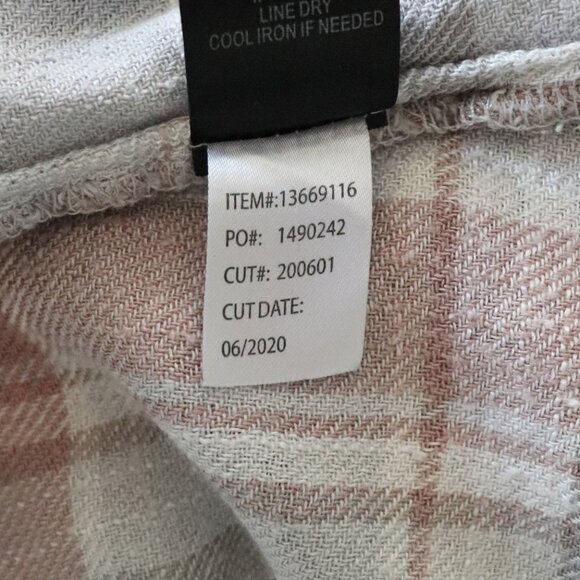 LINE DRY
COOL IRON IF NEEDED
ITEM#:13669116
PO#: 1490242
CUT#: 200601
CUT DATE:
06/2020